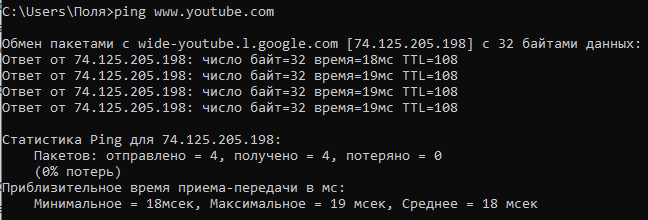 C:\Users\Поля>ping www.youtube.com
Обмен пакетами с wide-youtube.l.google.com [74.125.205.198] с 32 байтами данных:
Ответ от 74.125.205.198: число байт=32 время=18мс TTL=108
Ответ от 74.125.205.198: число байт=32 время=19мс TTL=108
Ответ от 74.125.205.198: число байт=32 время=19мс TTL=108
Ответ от 74.125.205.198: число байт=32 время=19мс TTL=108
Статистика Ping для 74.125.205.198:
Пакетов: отправлено = 4, получено = 4, потеряно = 0
(0% потерь)
Приблизительное время приема-передачи в мс:
Минимальное = 18мсек, Максимальное = 19 мсек, Среднее = 18 мсек